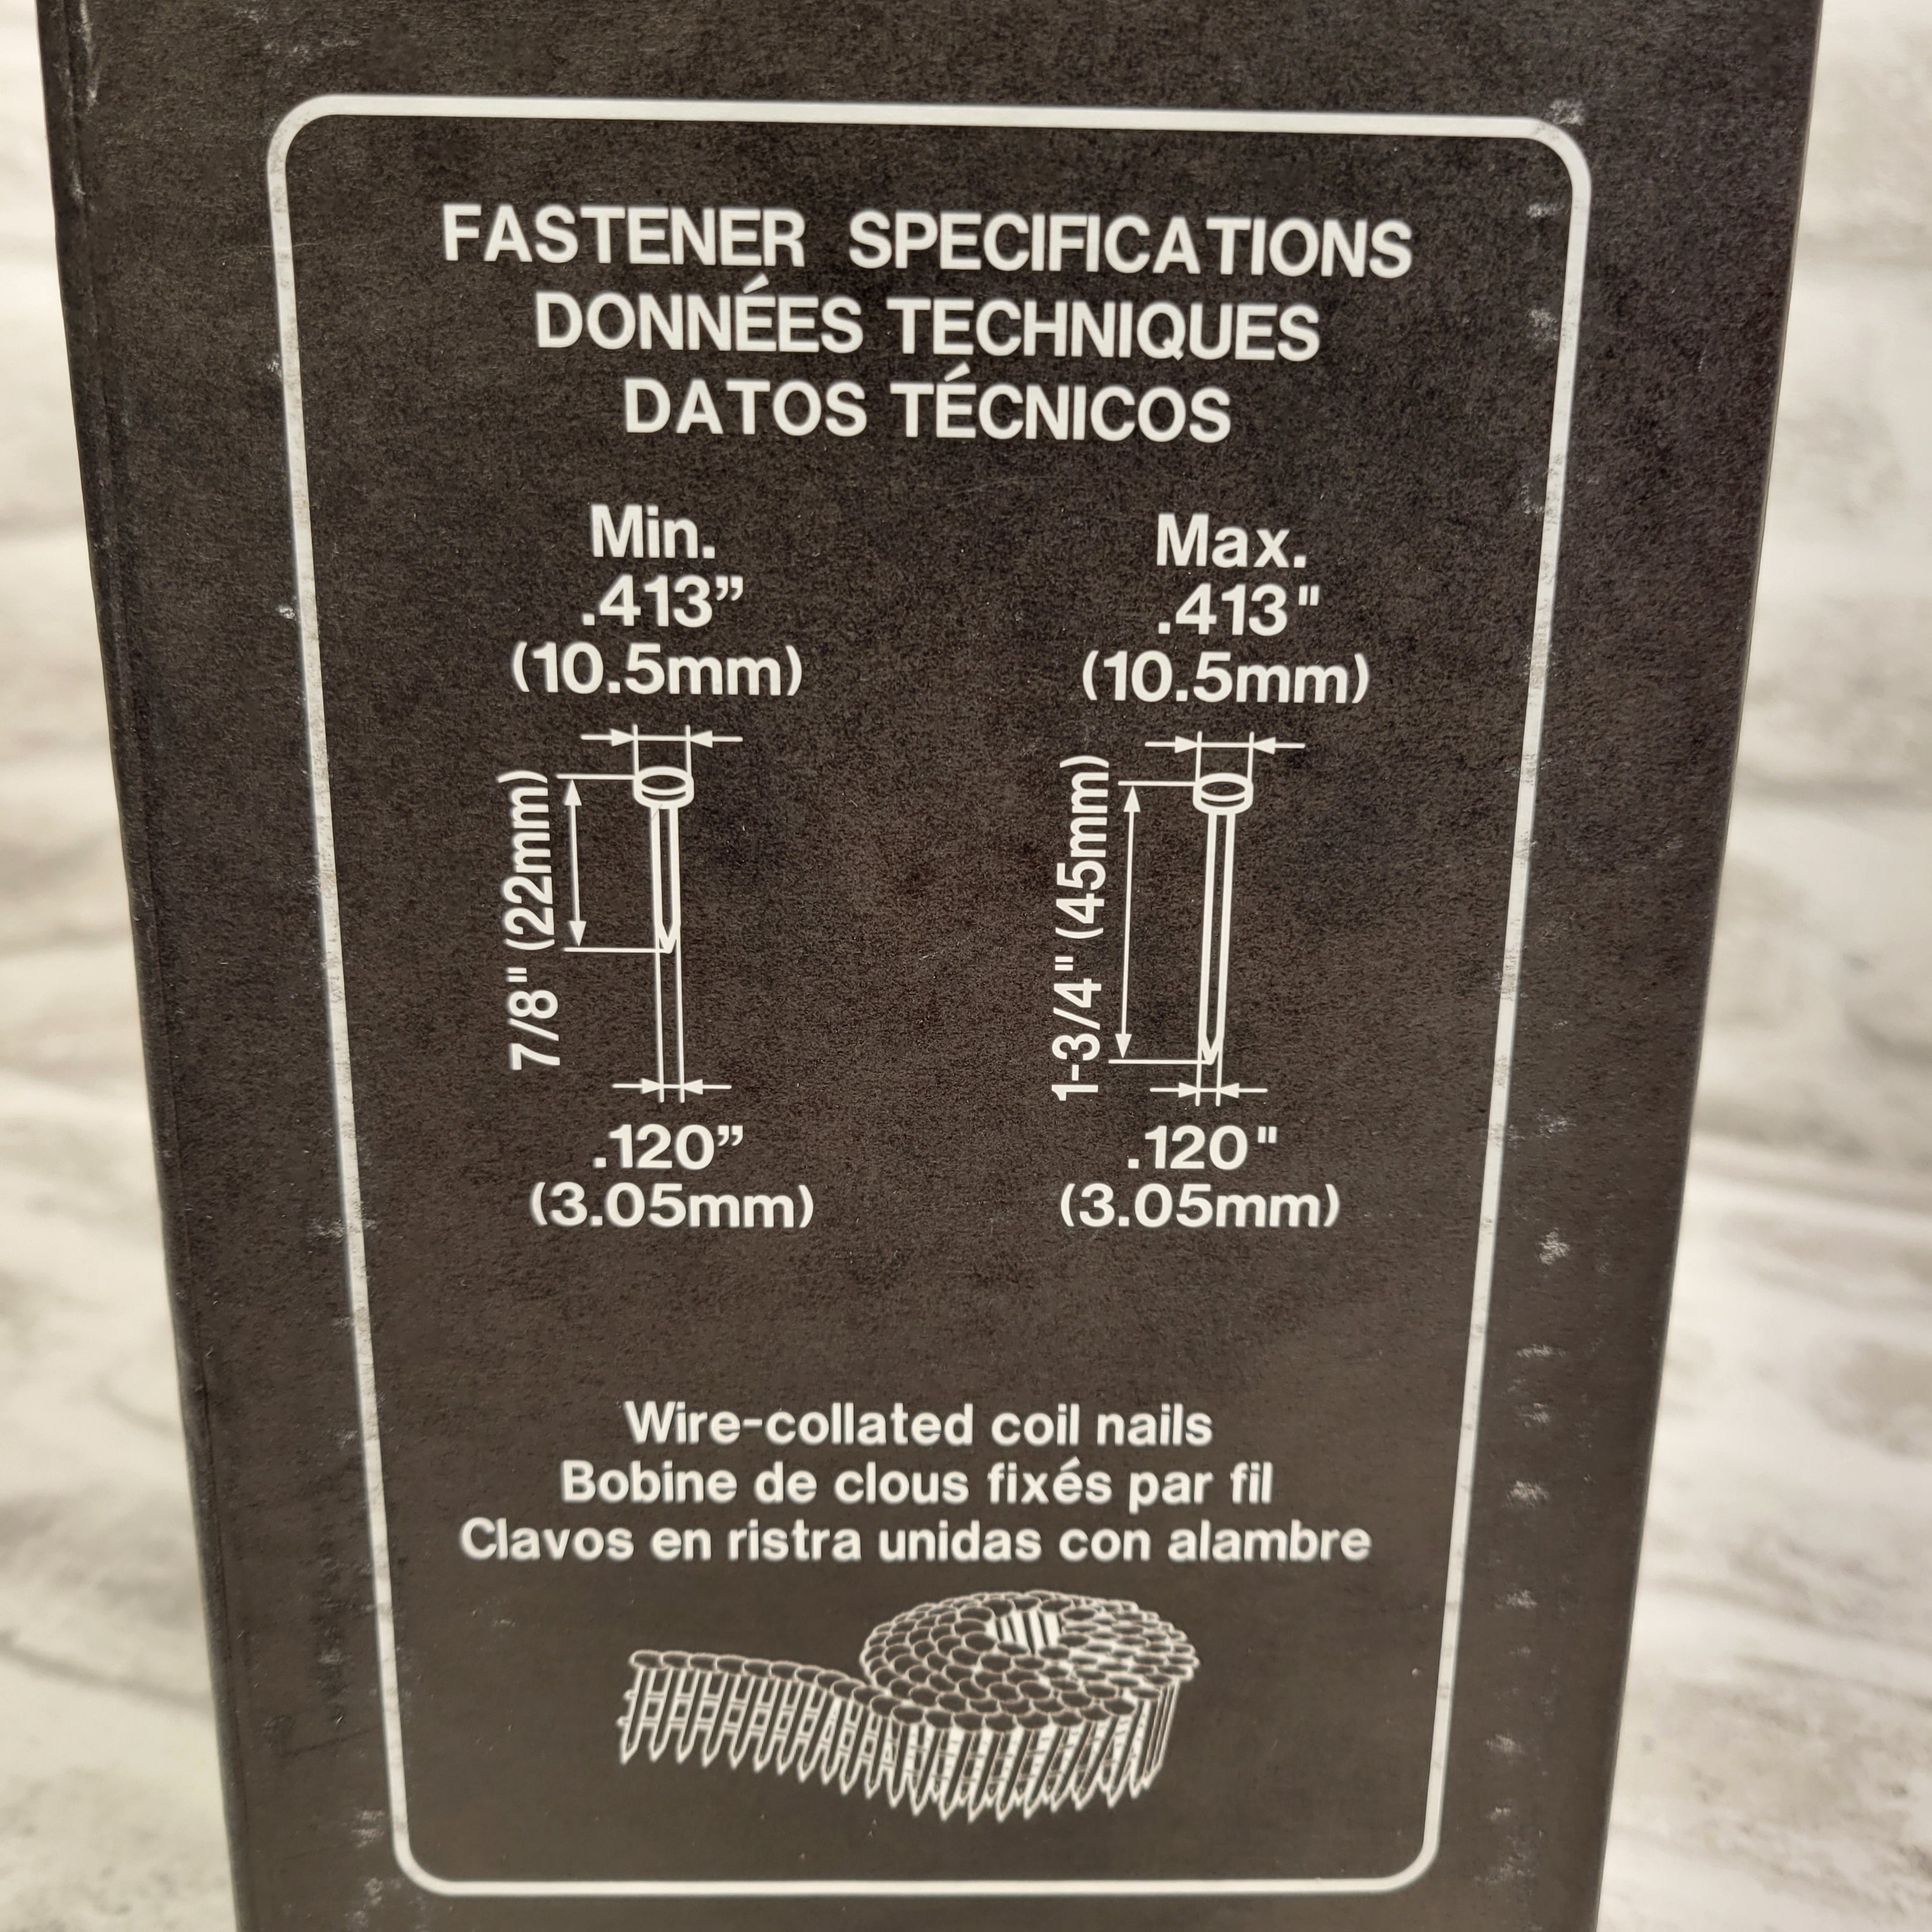 FASTENER SPECIFICATIONS
DONNÉES TECHNIQUES
DATOS TÉCNICOS
Min.
.413”
(10.5mm)
7/8" (22mm)
.120”
(3.05mm)
Max.
.413"
(10.5mm)
1-3/4" (45mm)
.120"
(3.05mm)
Wire-collated coil nails
Bobine de clous fixés par fil
Clavos en ristra unidas con alambre